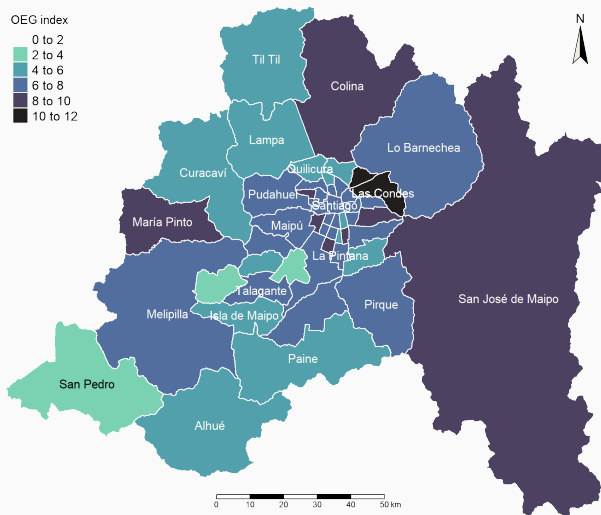 OEG index
0 to 2
2 to 4
4 to 6
6 to 8
8 to 10
10 to 12
N
Til Til
Colina
Lampa
Lo Barnechea
Curacaví
Quilicura
Pudahuel
Las Condes
Santiago
María Pinto
Maipú
La Pintana
Talagante
San José de Maipo
Pirque
Melipilla
Isla de Maipo
Paine
San Pedro
Alhué
0 10 20 30 40 50 km